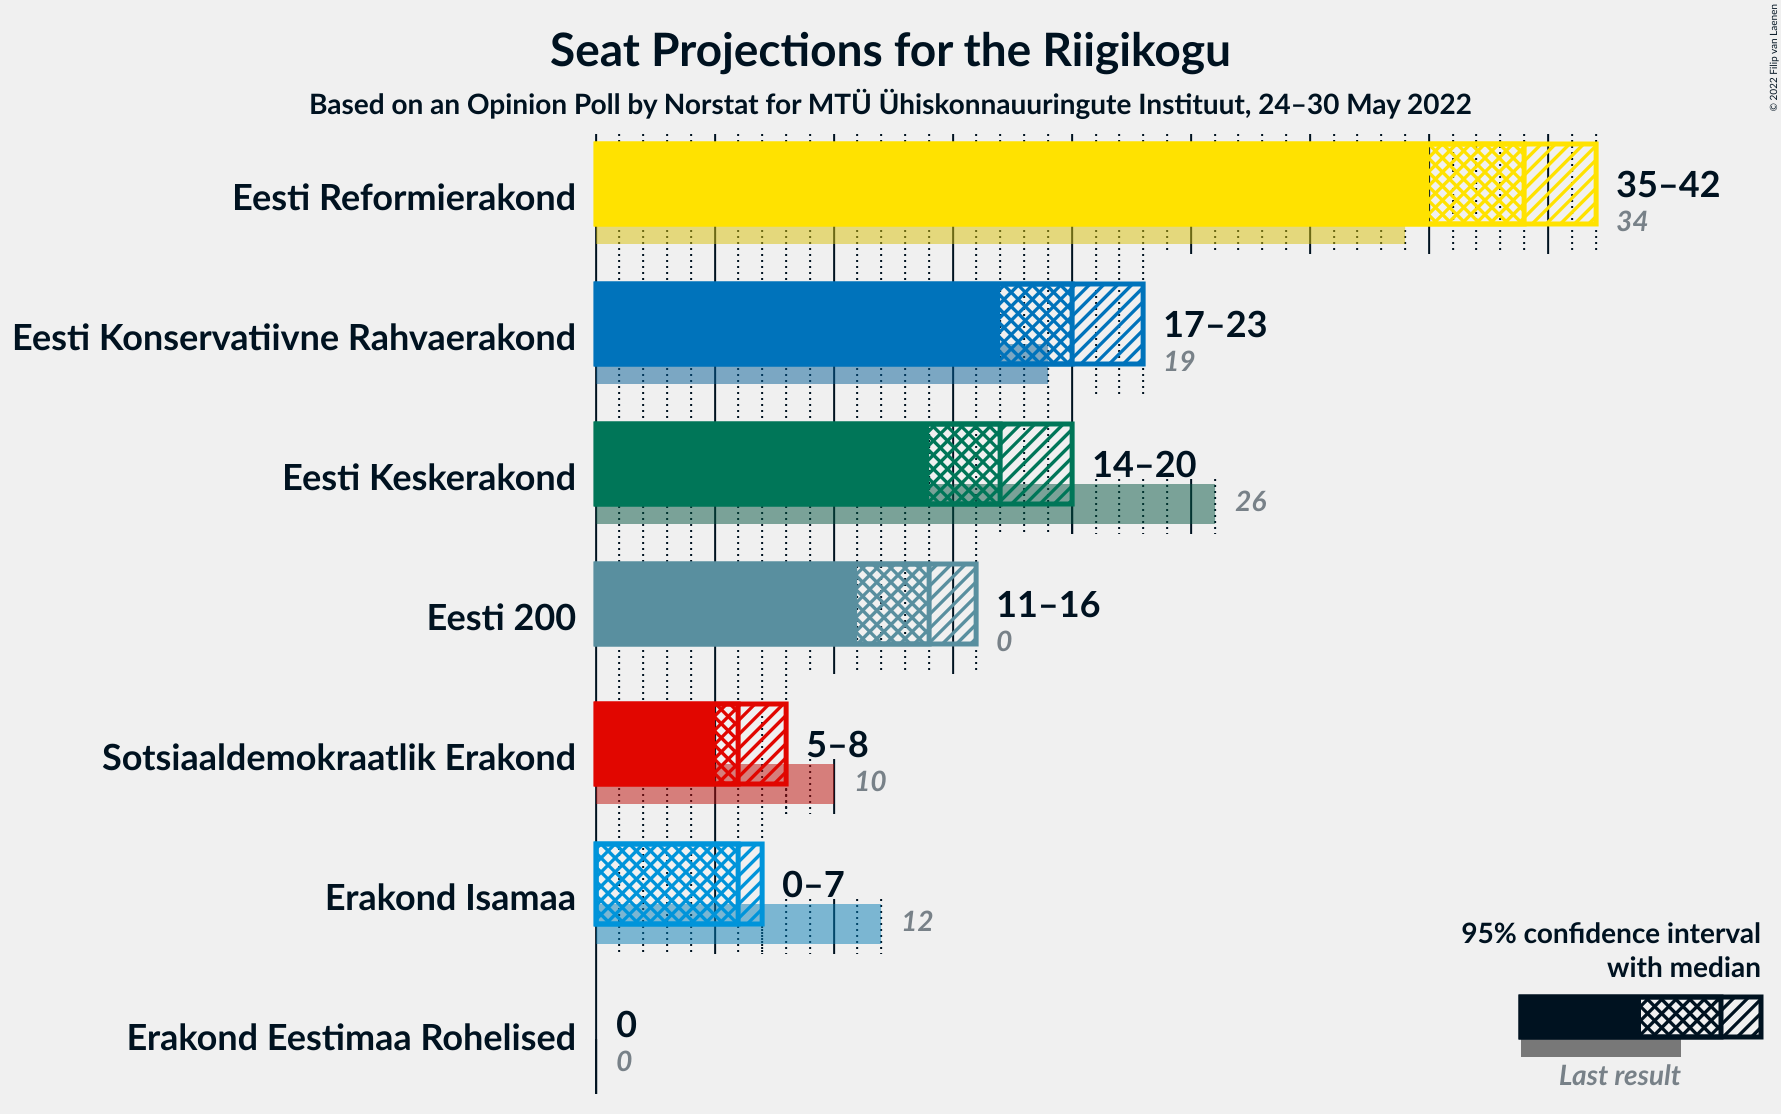 Seat Projections for the Riigikogu
Based on an Opinion Poll by Norstat for MTÜ Ühiskonnauuringute Instituut, 24–30 May 2022
© 2022 Filip van Laenen
Eesti Reformierakond
35–42
34
Eesti Konservatiivne Rahvaerakond
17–23
19
Eesti Keskerakond
14–20
26
Eesti 200
11–16
0
Sotsiaaldemokraatlik Erakond
5–8
10
Erakond Isamaa
0–7
12
Erakond Eestimaa Rohelised
0
0
95% confidence interval
with median
Last result